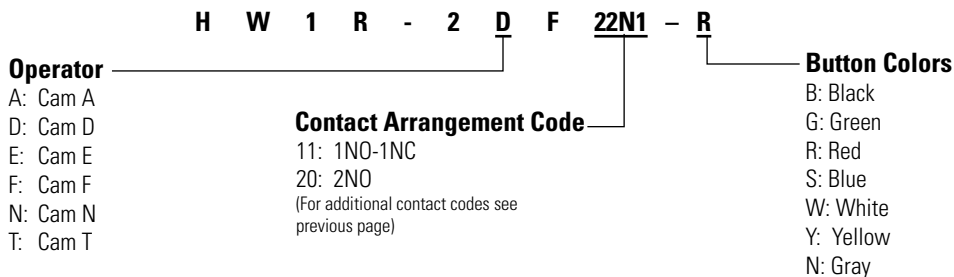 H W 1 R - 2 D F 22N1 – R
Operator
A: Cam A
D: Cam D
E: Cam E
F: Cam F
N: Cam N
T: Cam T
Contact Arrangement Code
11: 1NO-1NC
20: 2NO
(For additional contact codes see
previous page)
Button Colors
B: Black
G: Green
R: Red
S: Blue
W: White
Y: Yellow
N: Gray